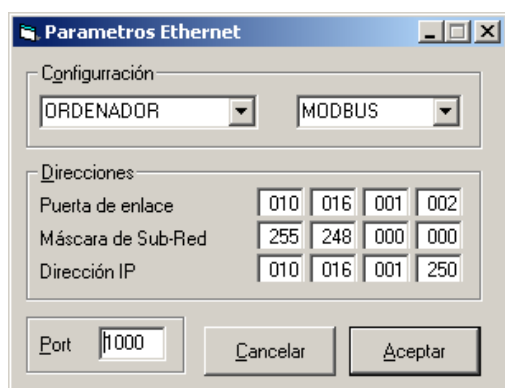 Parametros Ethernet
Configurración
ORDENADOR MODBUS
Direcciones
Puerta de enlace 010 016 001 002
Máscara de Sub-Red 255 248 000 000
Dirección IP 010 016 001 250
Port 1000 Cancelar Aceptar